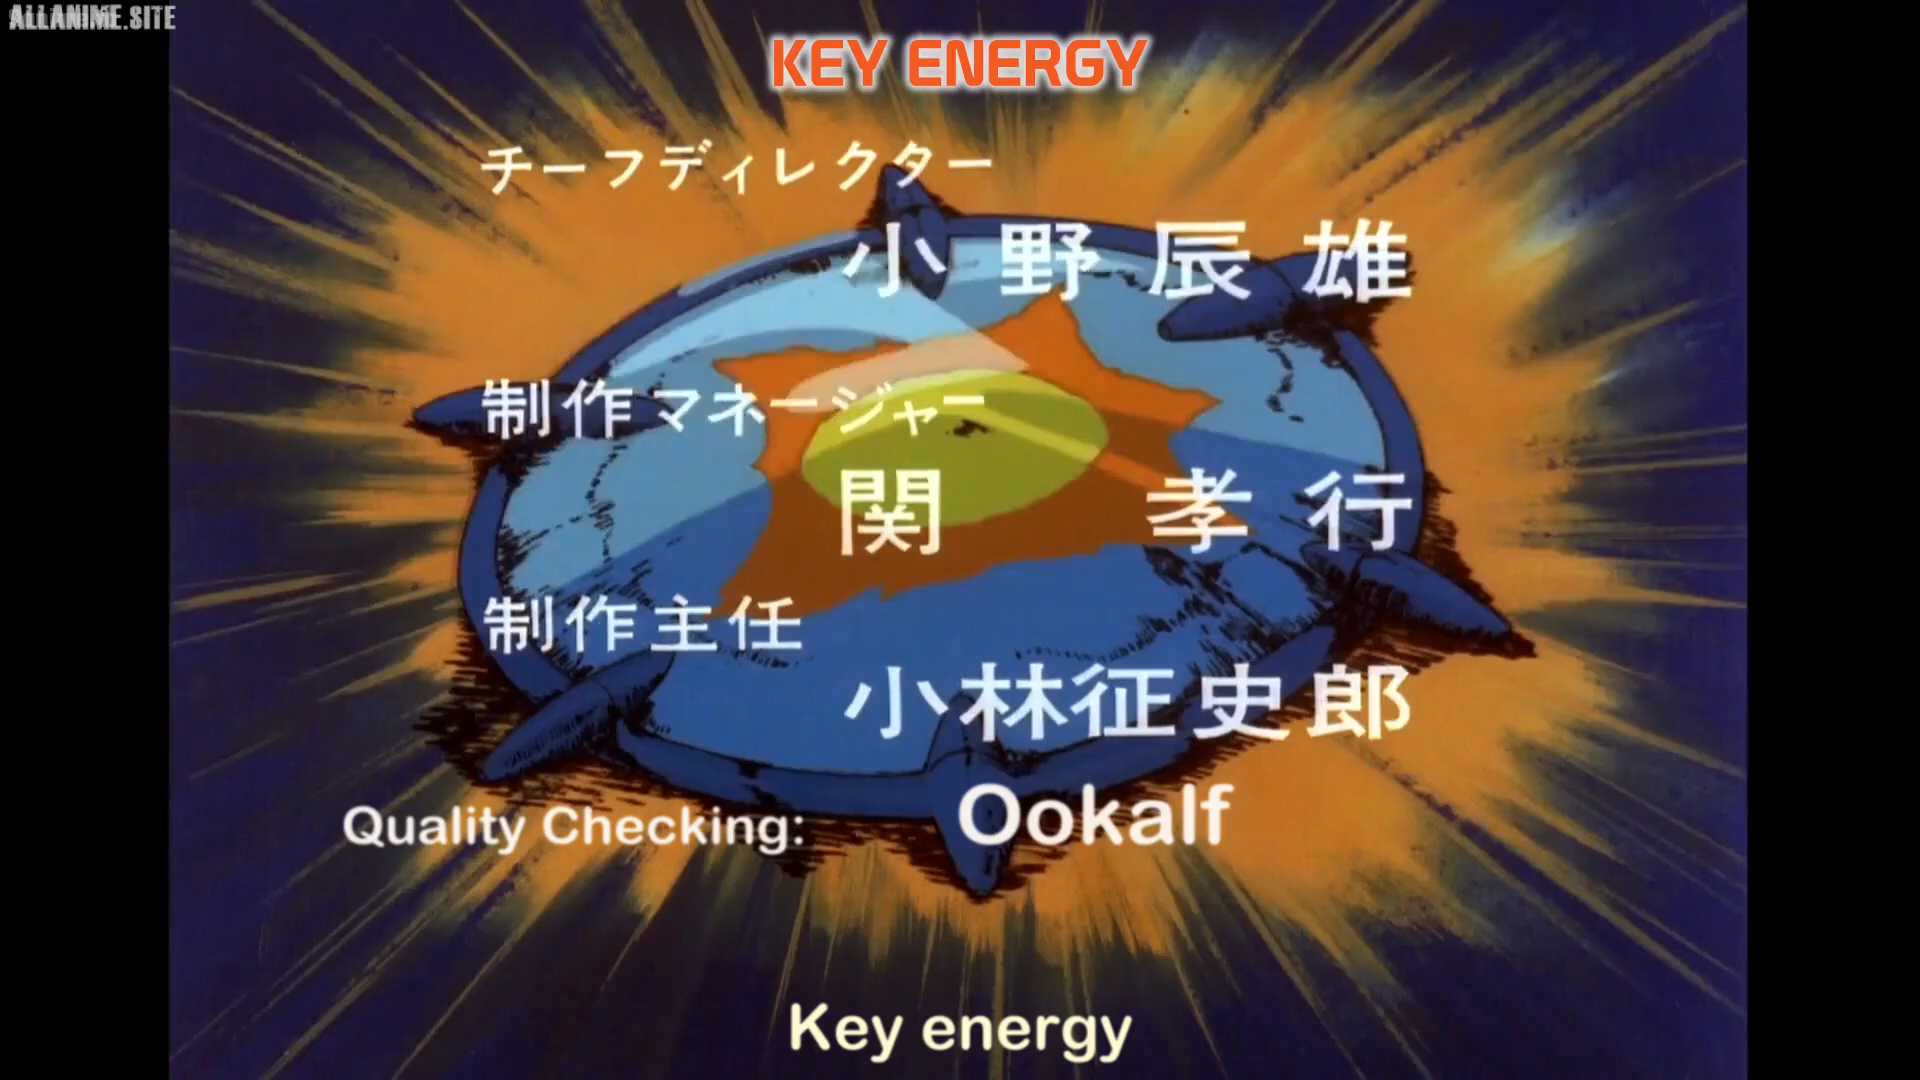 ALLANIME.SITE
KEY ENERGY
チーフディレクター
小野辰雄
制作マネージャー
関 孝行
制作主任
小林征史郎
Quality Checking: Ookalf
Key energy